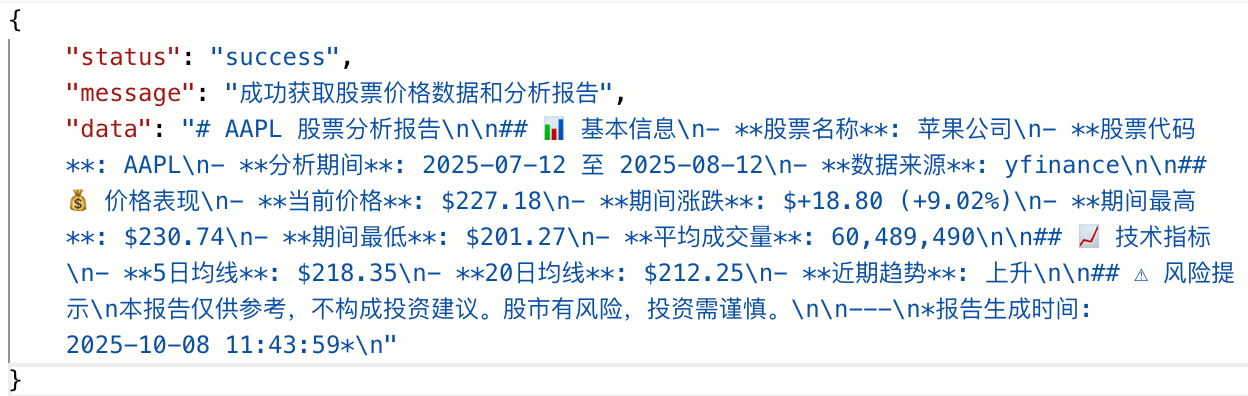 {
"status": "success",
"message": "成功获取股票价格数据和分析报告",
"data": "# AAPL 股票分析报告\n\n## 📊 基本信息\n- **股票名称**: 苹果公司\n- **股票代码
**: AAPL\n- **分析期间**: 2025-07-12 至 2025-08-12\n- **数据来源**: yfinance\n\n##
💰 价格表现\n- **当前价格**: $227.18\n- **期间涨跌**: $+18.80 (+9.02%)\n- **期间最高
**: $230.74\n- **期间最低**: $201.27\n- **平均成交量**: 60,489,490\n\n## 📈 技术指标
\n- **5日均线**: $218.35\n- **20日均线**: $212.25\n- **近期趋势**: 上升\n\n## ⚠ 风险提
示\n本报告仅供参考，不构成投资建议。股市有风险，投资需谨慎。\n\n---\n*报告生成时间:
2025-10-08 11:43:59*\n"
}